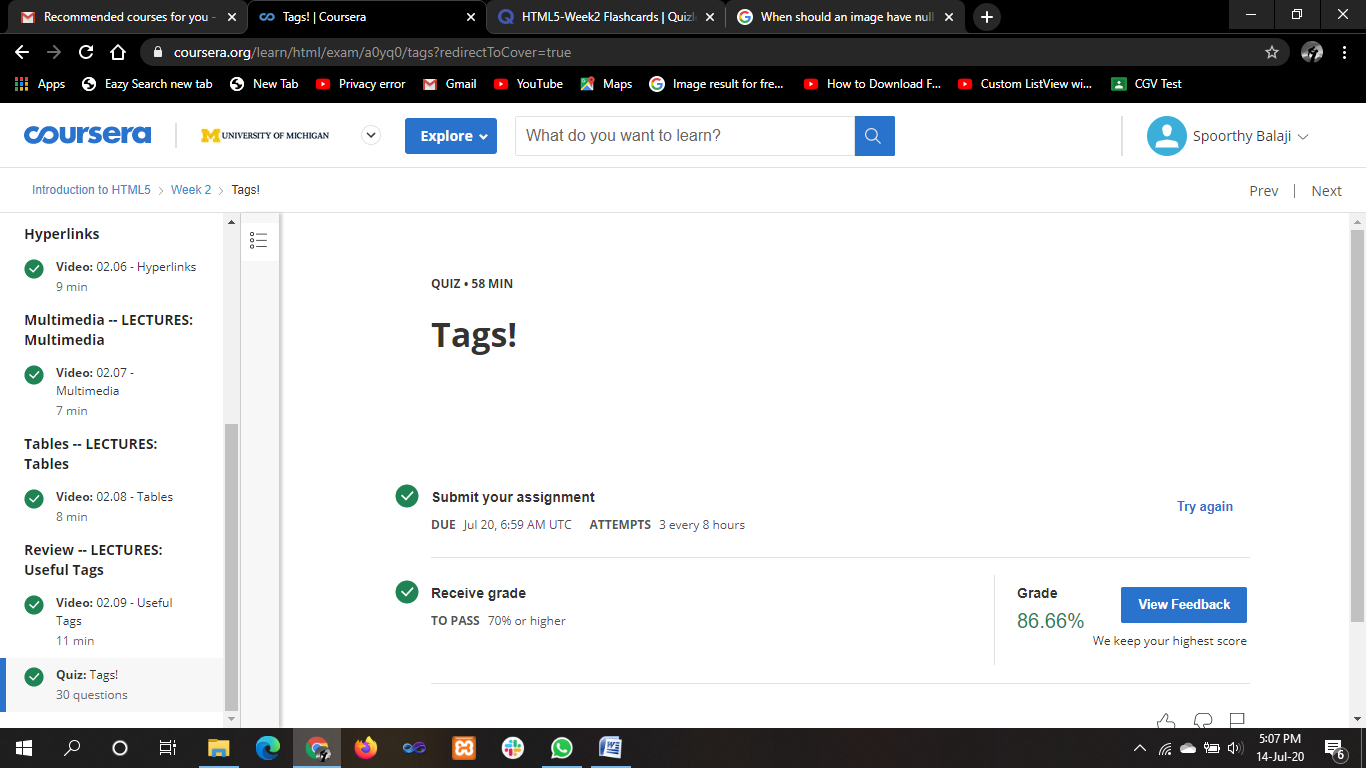 Recommended courses for you -
Tags! | Coursera
HTML5-Week2 Flashcards | Quizl
When should an image have null
coursera.org/learn/html/exam/a0yq0/tags?redirectToCover=true
Apps
Eazy Search new tab
New Tab
Privacy error
Gmail
YouTube
Maps
Image result for fre...
How to Download F...
Custom ListView wi...
CGV Test
coursera
M UNIVERSITY OF MICHIGAN
Explore
What do you want to learn?
Spoorthy Balaji
Introduction to HTML5 > Week 2 > Tags!
Prev | Next
Hyperlinks
Video: 02.06 - Hyperlinks
9 min
Multimedia -- LECTURES:
Multimedia
Video: 02.07 -
Multimedia
7 min
Tables -- LECTURES:
Tables
Video: 02.08 - Tables
8 min
Review -- LECTURES:
Useful Tags
Video: 02.09 - Useful
Tags
11 min
Quiz: Tags!
30 questions
QUIZ • 58 MIN
Tags!
Submit your assignment
DUE Jul 20, 6:59 AM UTC ATTEMPTS 3 every 8 hours
Try again
Receive grade
TO PASS 70% or higher
Grade
86.66%
View Feedback
We keep your highest score
5:07 PM
14-Jul-20
6